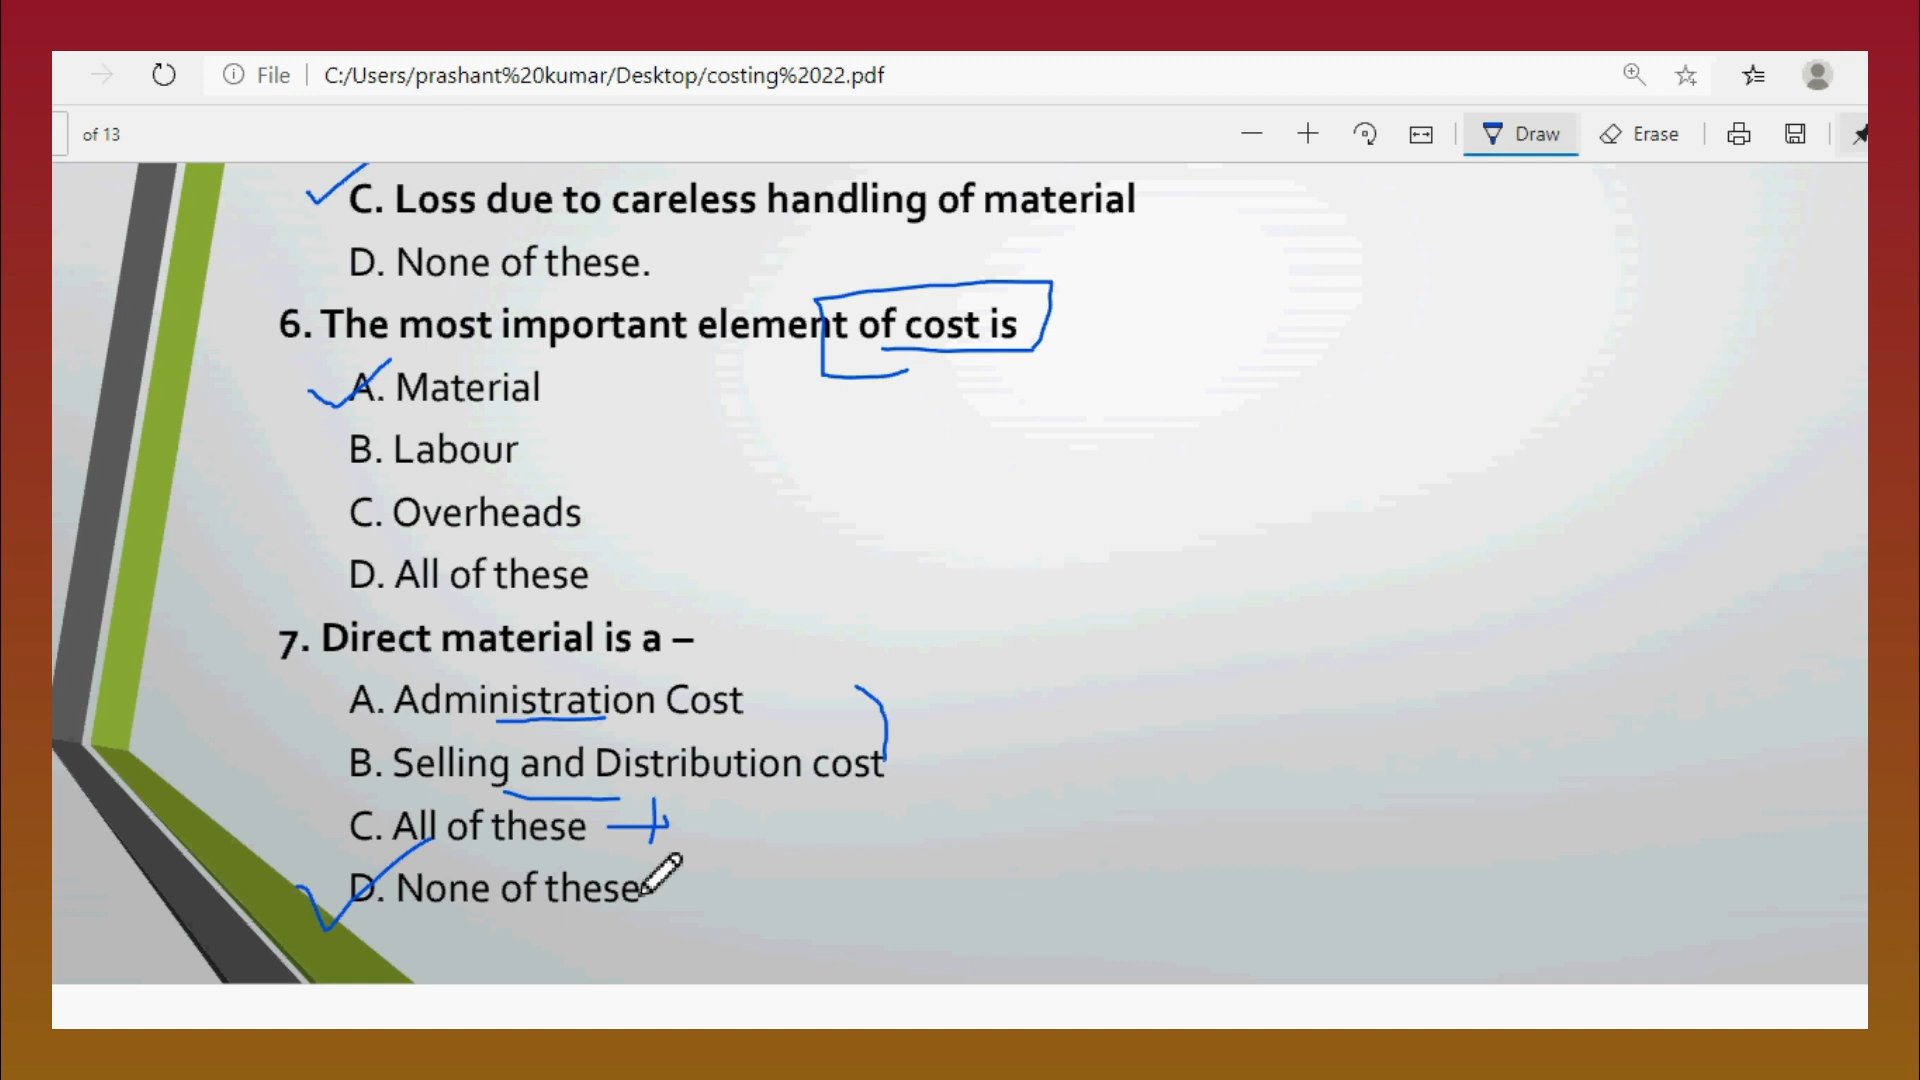 File | C:/Users/prashant%20kumar/Desktop/costing%2022.pdf
of 13
Draw
Erase
C. Loss due to careless handling of material
D. None of these.
6. The most important element of cost is
A. Material
B. Labour
C. Overheads
D. All of these
7. Direct material is a –
A. Administration Cost
B. Selling and Distribution cost
C. All of these
D. None of these